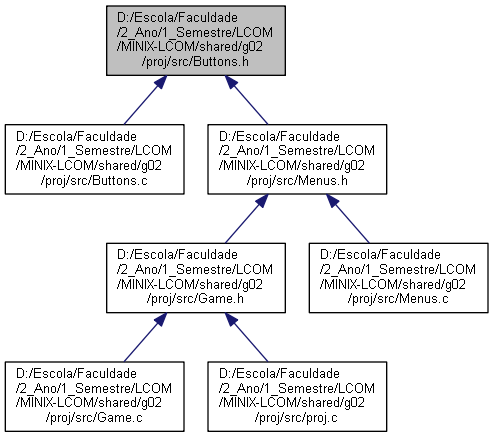 D:/Escola/Faculdade
/2_Ano/1_Semestre/LCOM
/MINIX-LCOM/shared/g02
/proj/src/Buttons.h
D:/Escola/Faculdade
/2_Ano/1_Semestre/LCOM
/MINIX-LCOM/shared/g02
/proj/src/Buttons.c
D:/Escola/Faculdade
/2_Ano/1_Semestre/LCOM
/MINIX-LCOM/shared/g02
/proj/src/Menus.h
D:/Escola/Faculdade
/2_Ano/1_Semestre/LCOM
/MINIX-LCOM/shared/g02
/proj/src/Game.h
D:/Escola/Faculdade
/2_Ano/1_Semestre/LCOM
/MINIX-LCOM/shared/g02
/proj/src/Menus.c
D:/Escola/Faculdade
/2_Ano/1_Semestre/LCOM
/MINIX-LCOM/shared/g02
/proj/src/Game.c
D:/Escola/Faculdade
/2_Ano/1_Semestre/LCOM
/MINIX-LCOM/shared/g02
/proj/src/proj.c